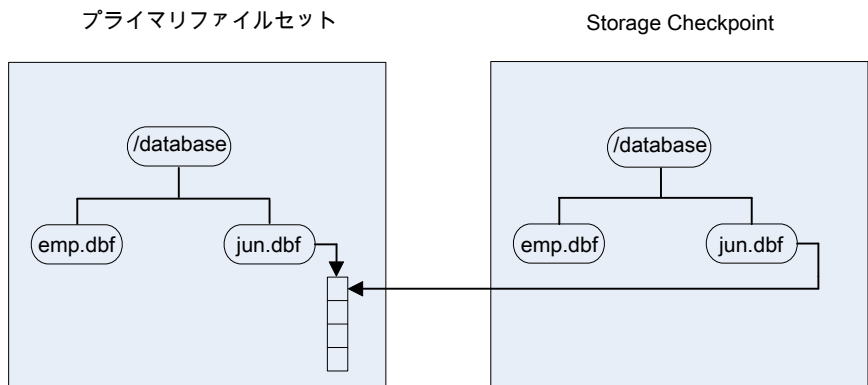 プライマリファイルセット
Storage Checkpoint
/database
/database
emp.dbf
jun.dbf
emp.dbf
jun.dbf